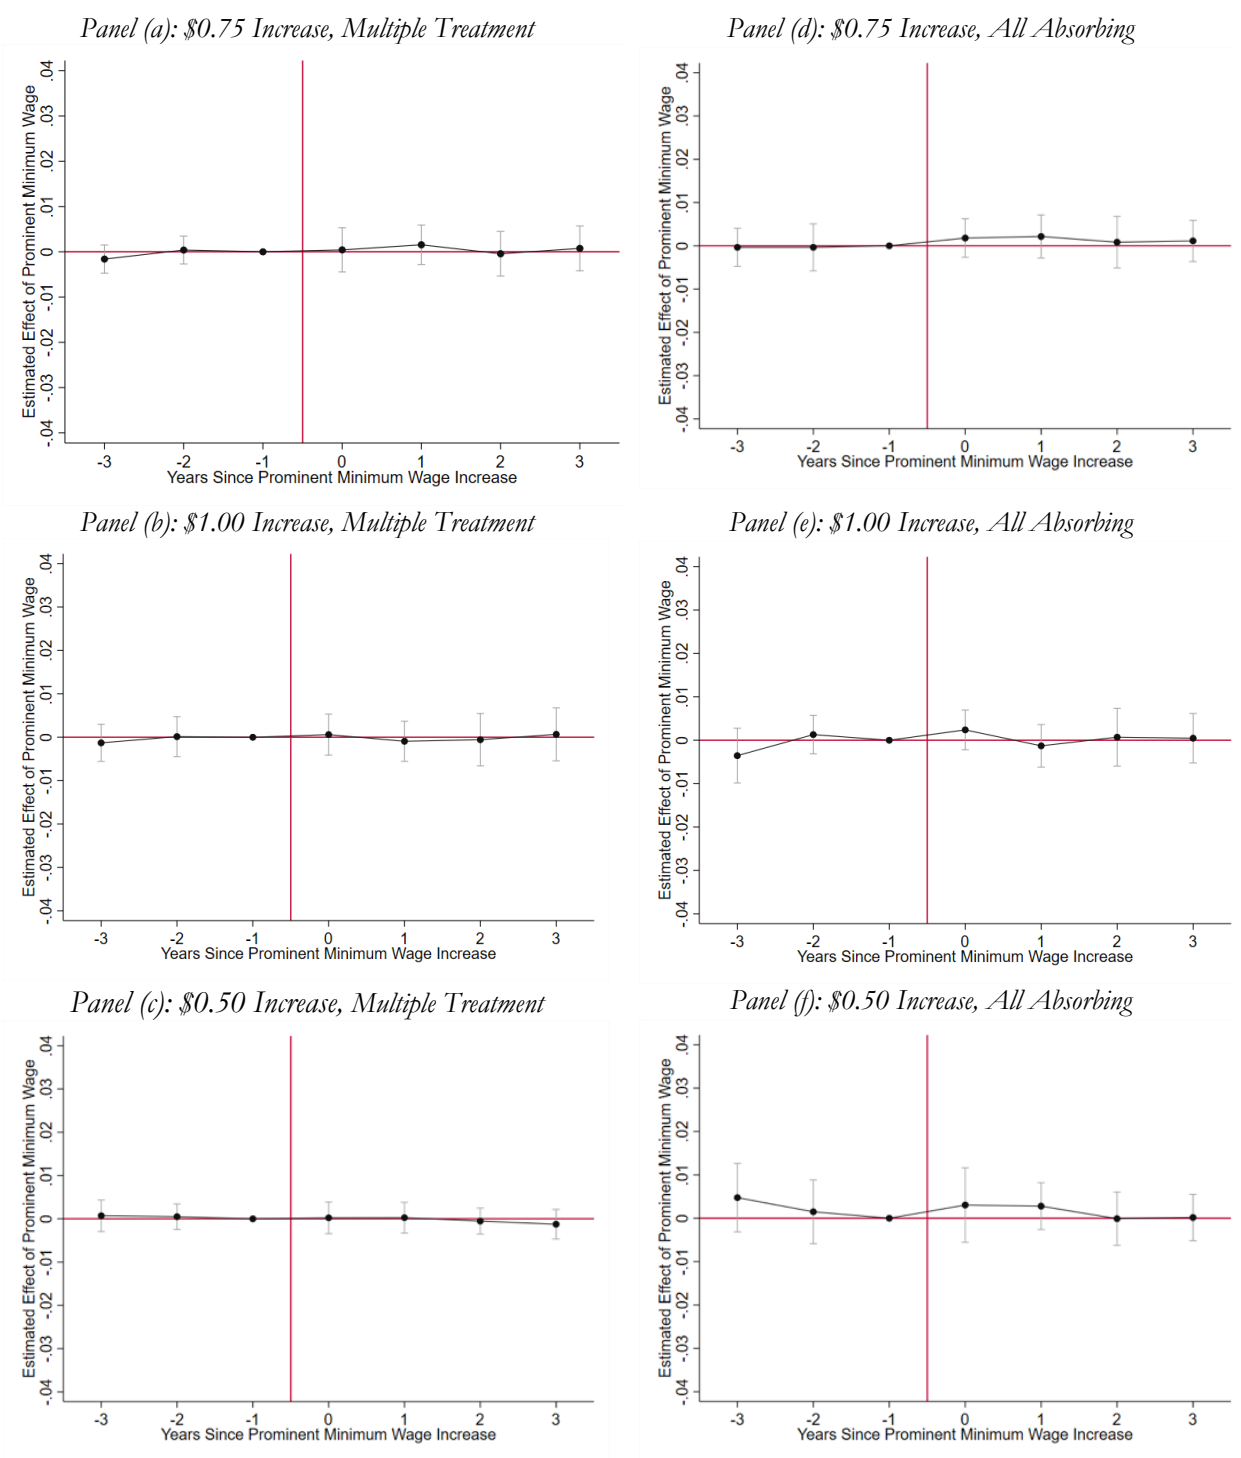 Panel (a): $0.75 Increase, Multiple Treatment
Estimated Effect of Prominent Minimum Wage
.04
.03
.02
.01
0
-.01
-.02
-.03
-.04
-3 -2 -1 0 1 2 3
Years Since Prominent Minimum Wage Increase
Panel (d): $0.75 Increase, All Absorbing
Estimated Effect of Prominent Minimum Wage
.04
.03
.02
.01
0
-.01
-.02
-.03
-.04
-3 -2 -1 0 1 2 3
Years Since Prominent Minimum Wage Increase
Panel (b): $1.00 Increase, Multiple Treatment
Estimated Effect of Prominent Minimum Wage
.04
.03
.02
.01
0
-.01
-.02
-.03
-.04
-3 -2 -1 0 1 2 3
Years Since Prominent Minimum Wage Increase
Panel (e): $1.00 Increase, All Absorbing
Estimated Effect of Prominent Minimum Wage
.04
.03
.02
.01
0
-.01
-.02
-.03
-.04
-3 -2 -1 0 1 2 3
Years Since Prominent Minimum Wage Increase
Panel (c): $0.50 Increase, Multiple Treatment
Estimated Effect of Prominent Minimum Wage
.04
.03
.02
.01
0
-.01
-.02
-.03
-.04
-3 -2 -1 0 1 2 3
Years Since Prominent Minimum Wage Increase
Panel (f): $0.50 Increase, All Absorbing
Estimated Effect of Prominent Minimum Wage
.04
.03
.02
.01
0
-.01
-.02
-.03
-.04
-3 -2 -1 0 1 2 3
Years Since Prominent Minimum Wage Increase